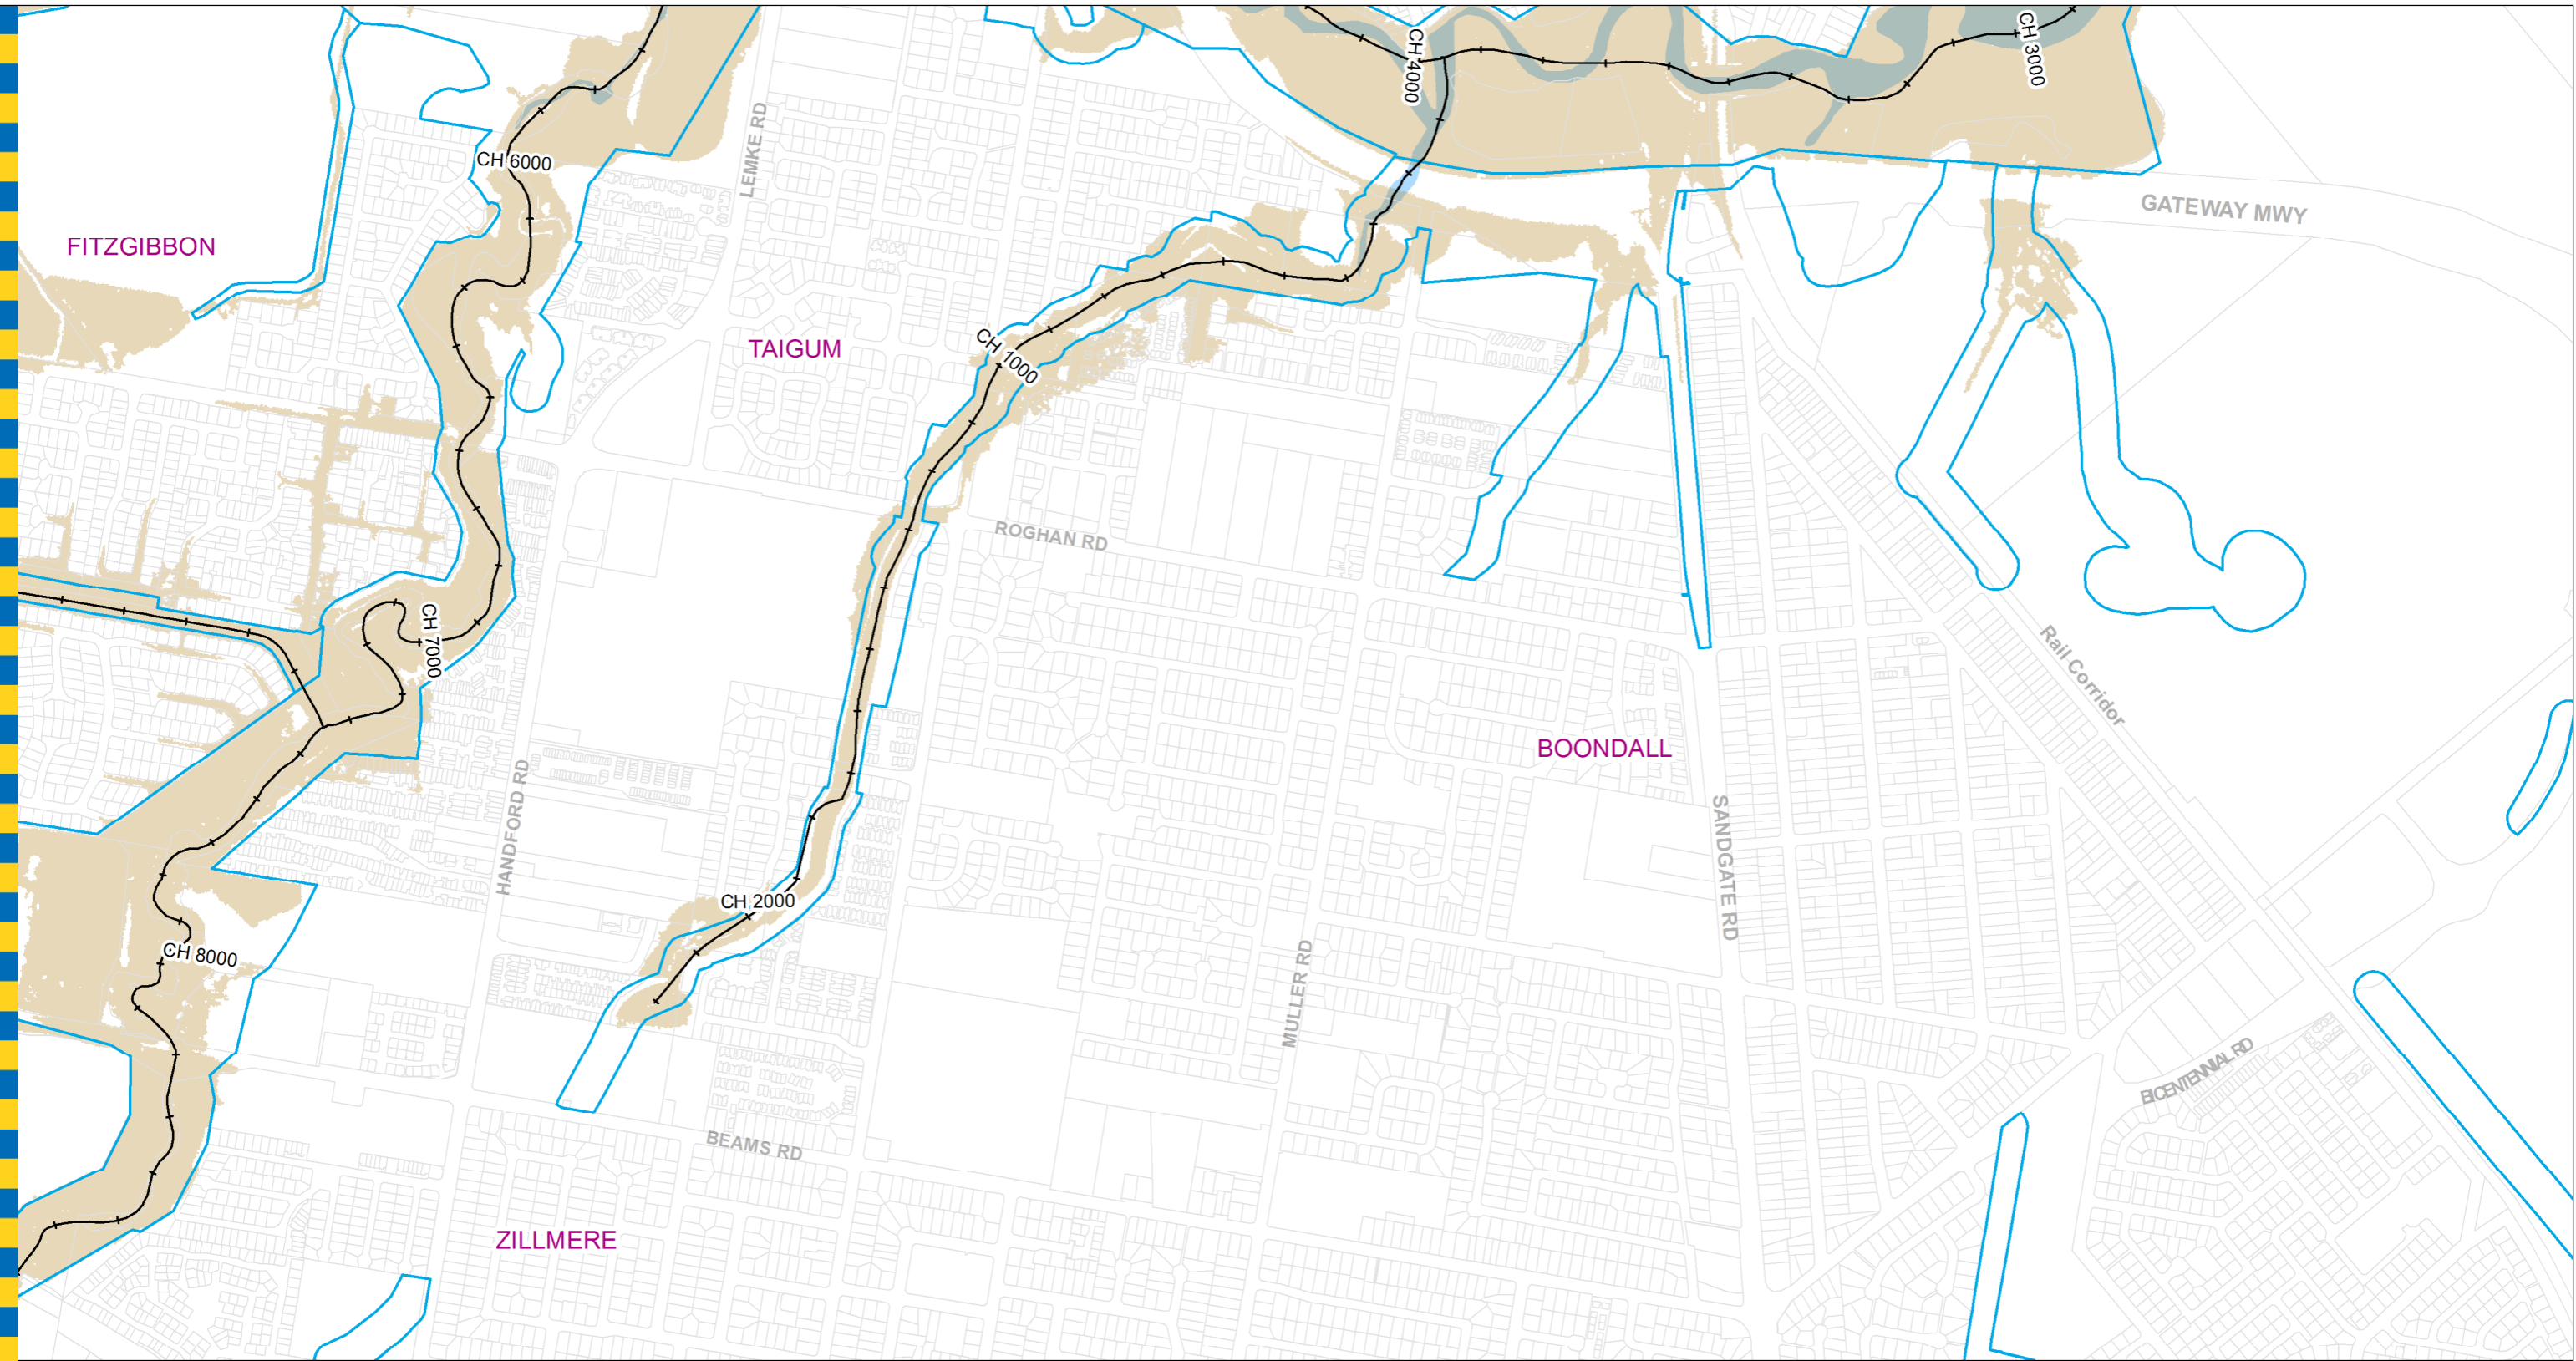 CH 4000
CH 3000
LEMKE RD
CH 6000
GATEWAY MWY
FITZGIBBON
TAIGUM
CH 1000
ROGHAN RD
CH 7000
Rail Corridor
BOONDALL
HANDFORD RD
SANDGATE RD
CH 2000
CH 8000
MULLER RD
BICENTENNIAL RD
BEAMS RD
ZILLMERE